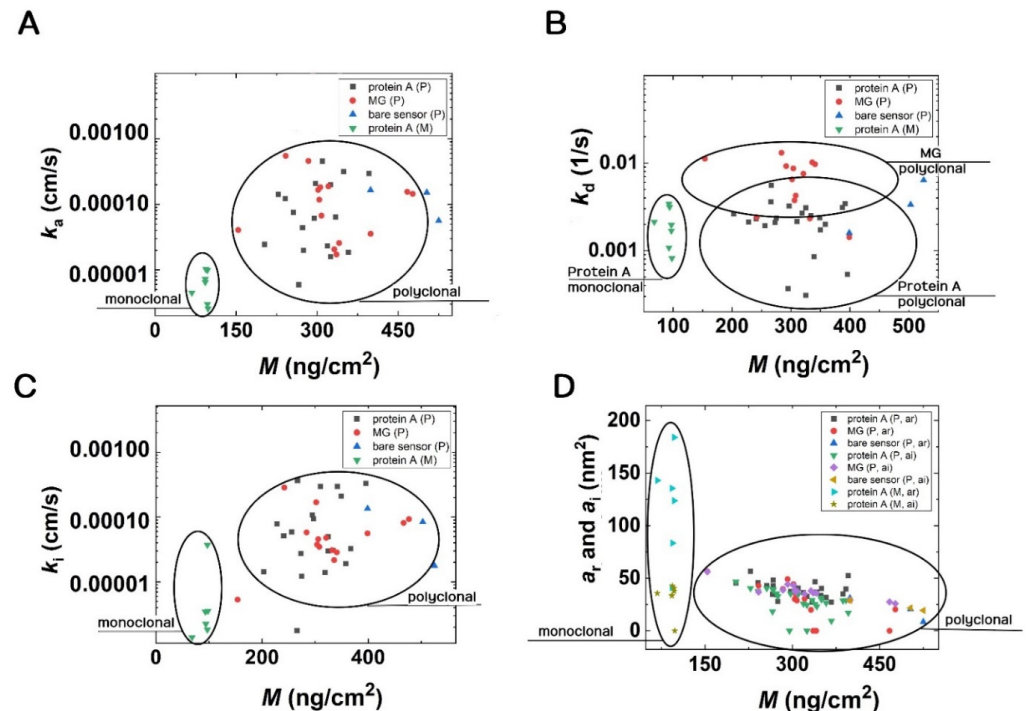 A
protein A (P)
MG (P)
bare sensor (P)
protein A (M)
0.00100
0.00010
0.00001
kₐ (cm/s)
monoclonal
polyclonal
0 150 300 450
M (ng/cm²)
B
protein A (P)
MG (P)
bare sensor (P)
protein A (M)
0.01
0.001
k_d (1/s)
MG
polyclonal
Protein A
monoclonal
Protein A
polyclonal
100 200 300 400 500
M (ng/cm²)
C
protein A (P)
MG (P)
bare sensor (P)
protein A (M)
0.00100
0.00010
0.00001
kᵢ (cm/s)
monoclonal
polyclonal
0 200 400
M (ng/cm²)
D
protein A (P, ar)
MG (P, ar)
bare sensor (P, ar)
protein A (P, ai)
MG (P, ai)
bare sensor (P, ai)
protein A (M, ar)
protein A (M, ai)
200
150
100
50
0
aᵣ and aᵢ (nm²)
monoclonal
polyclonal
150 300 450
M (ng/cm²)